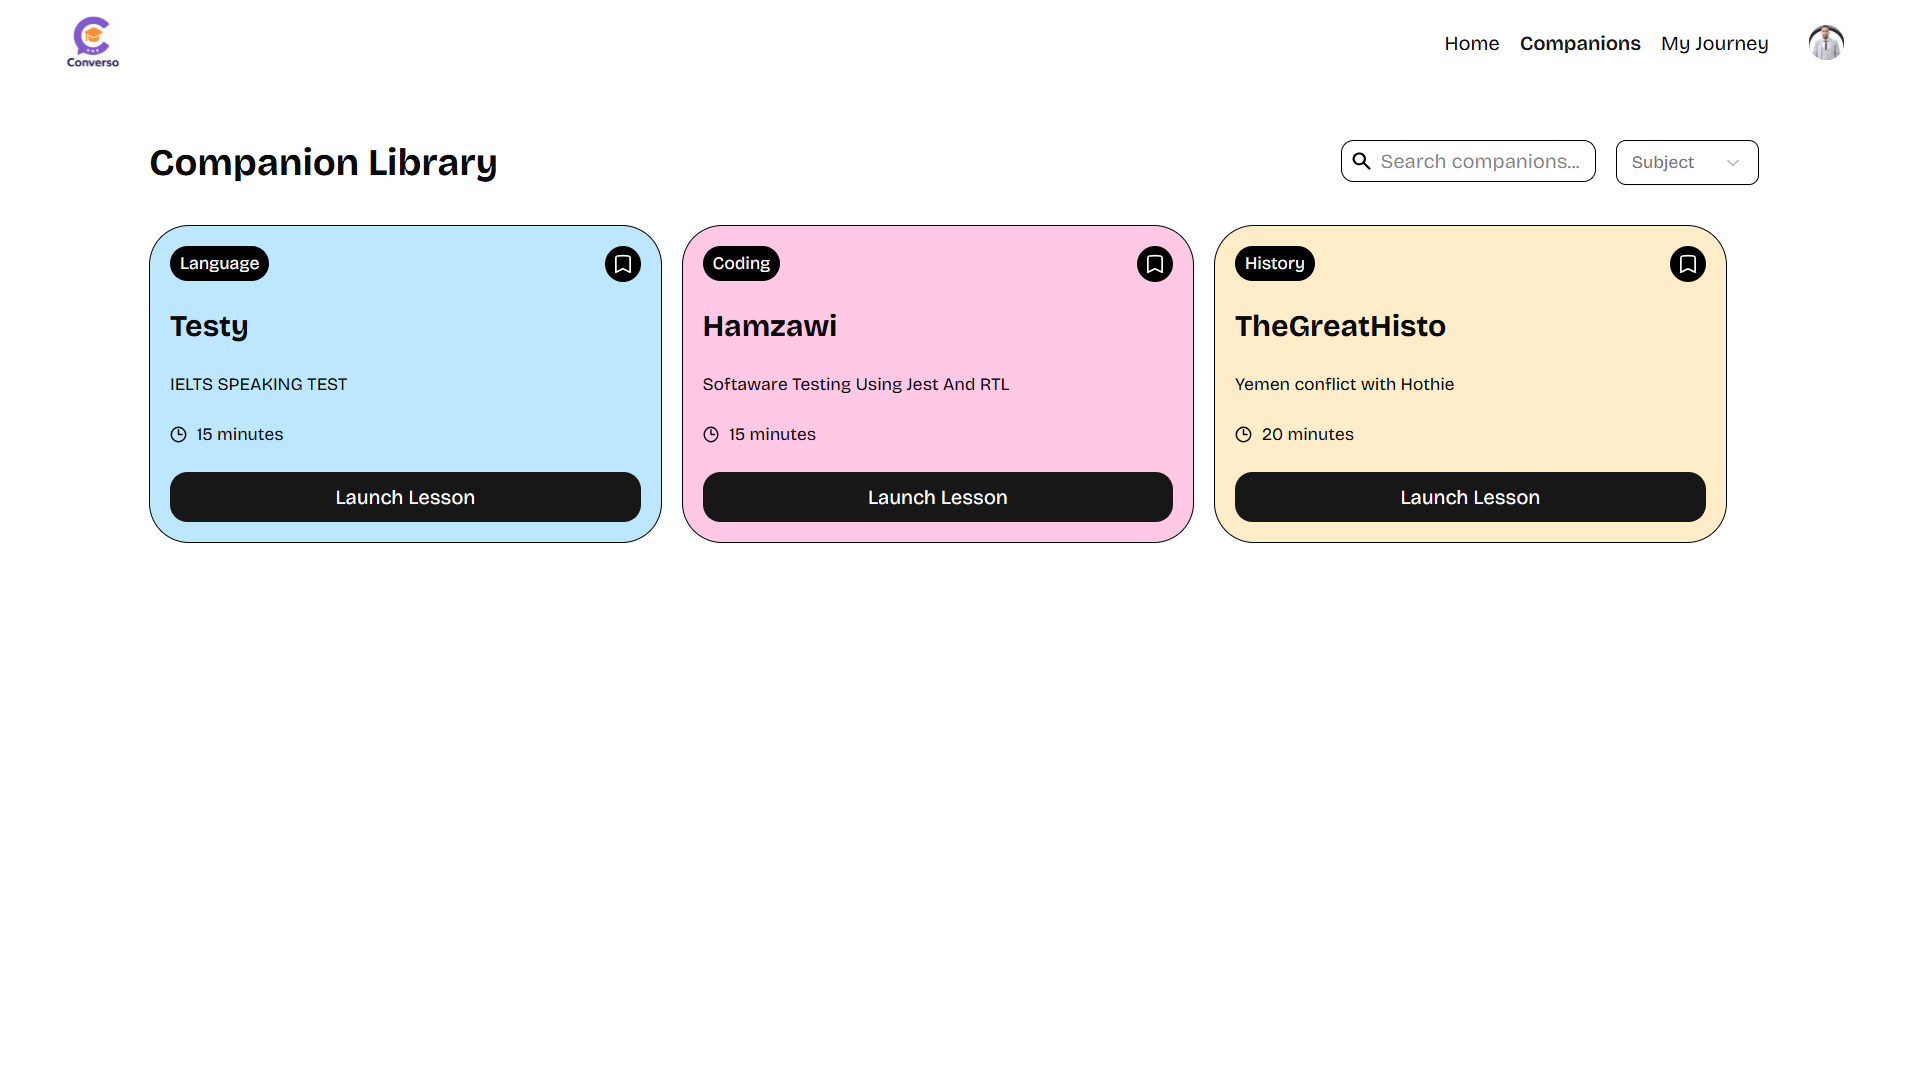 Converso
Home Companions My Journey
Companion Library
Search companions...
Subject
Language
Testy
IELTS SPEAKING TEST
15 minutes
Launch Lesson
Coding
Hamzawi
Softaware Testing Using Jest And RTL
15 minutes
Launch Lesson
History
TheGreatHisto
Yemen conflict with Hothie
20 minutes
Launch Lesson